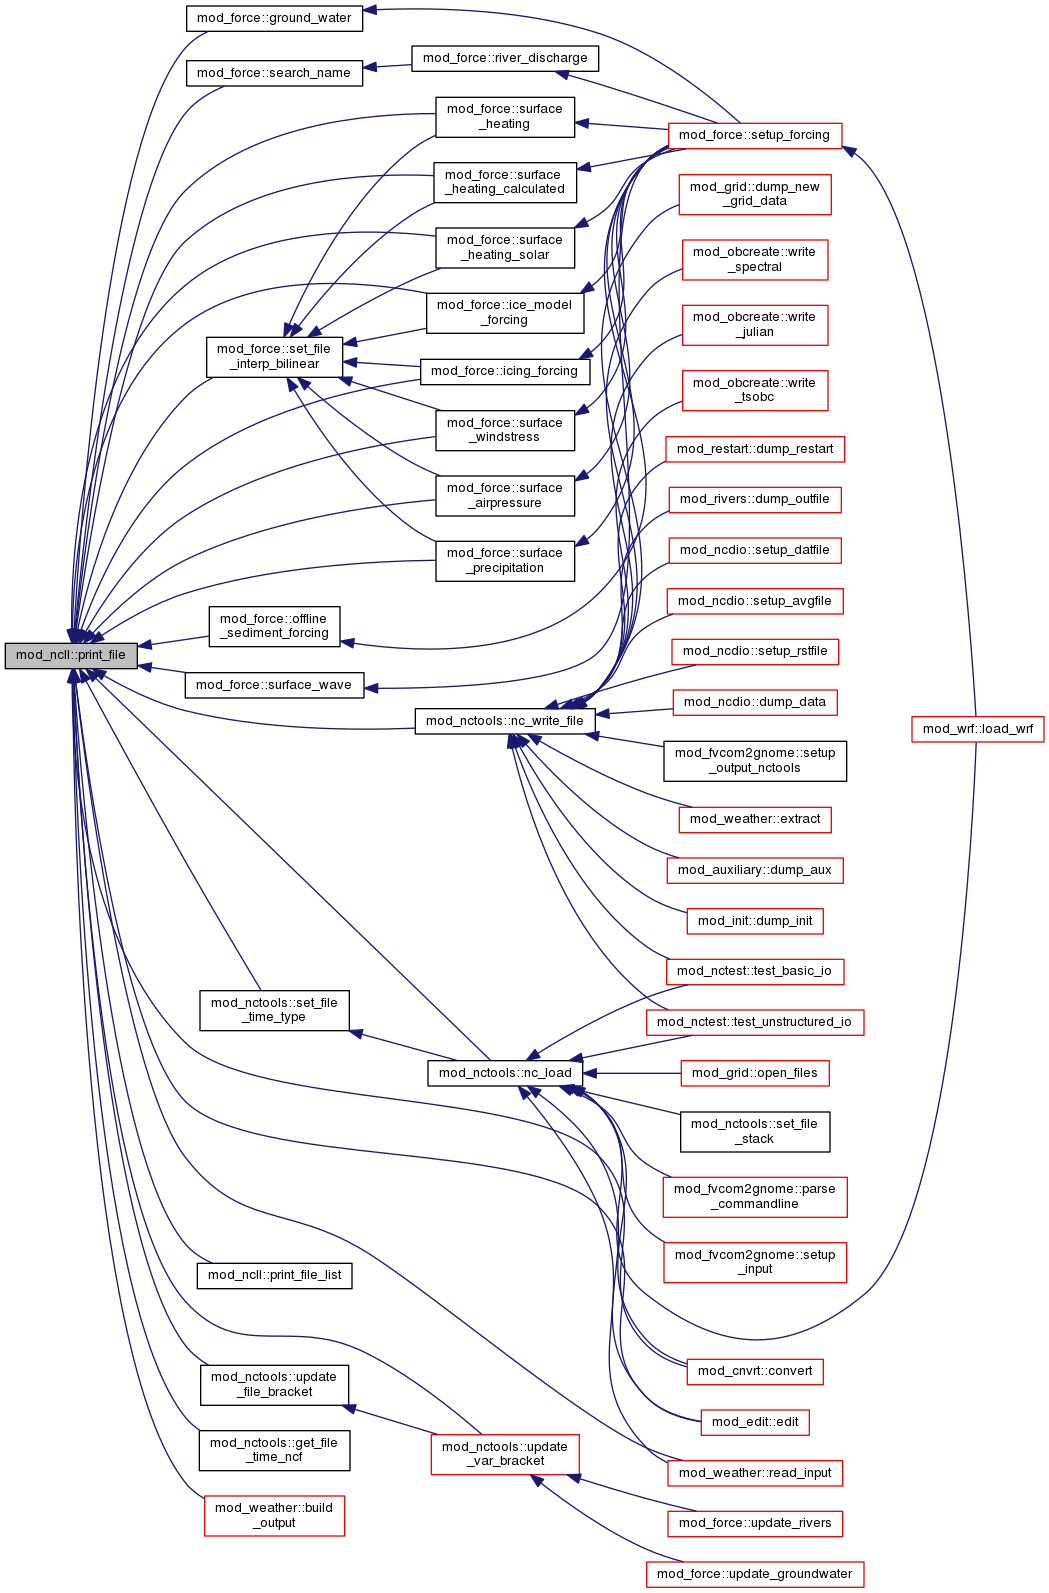 mod_force::ground_water
mod_force::search_name
mod_force::river_discharge
mod_force::surface
_heating
mod_force::setup_forcing
mod_force::surface
_heating_calculated
mod_grid::dump_new
_grid_data
mod_force::surface
_heating_solar
mod_obcreate::write
_spectral
mod_force::ice_model
_forcing
mod_obcreate::write
_julian
mod_force::set_file
_interp_bilinear
mod_force::icing_forcing
mod_obcreate::write
_tsobc
mod_force::surface
_windstress
mod_restart::dump_restart
mod_force::surface
_airpressure
mod_rivers::dump_outfile
mod_force::surface
_precipitation
mod_ncdio::setup_datfile
mod_force::offline
_sediment_forcing
mod_ncdio::setup_avgfile
mod_ncll::print_file
mod_ncdio::setup_rstfile
mod_force::surface_wave
mod_ncdio::dump_data
mod_nctools::nc_write_file
mod_wrf::load_wrf
mod_fvcom2gnome::setup
_output_nctools
mod_weather::extract
mod_auxiliary::dump_aux
mod_init::dump_init
mod_nctest::test_basic_io
mod_nctools::set_file
_time_type
mod_nctest::test_unstructured_io
mod_nctools::nc_load
mod_grid::open_files
mod_nctools::set_file
_stack
mod_fvcom2gnome::parse
_commandline
mod_fvcom2gnome::setup
_input
mod_ncll::print_file_list
mod_cnvrt::convert
mod_nctools::update
_file_bracket
mod_edit::edit
mod_nctools::get_file
_time_ncf
mod_nctools::update
_var_bracket
mod_weather::read_input
mod_weather::build
_output
mod_force::update_rivers
mod_force::update_groundwater